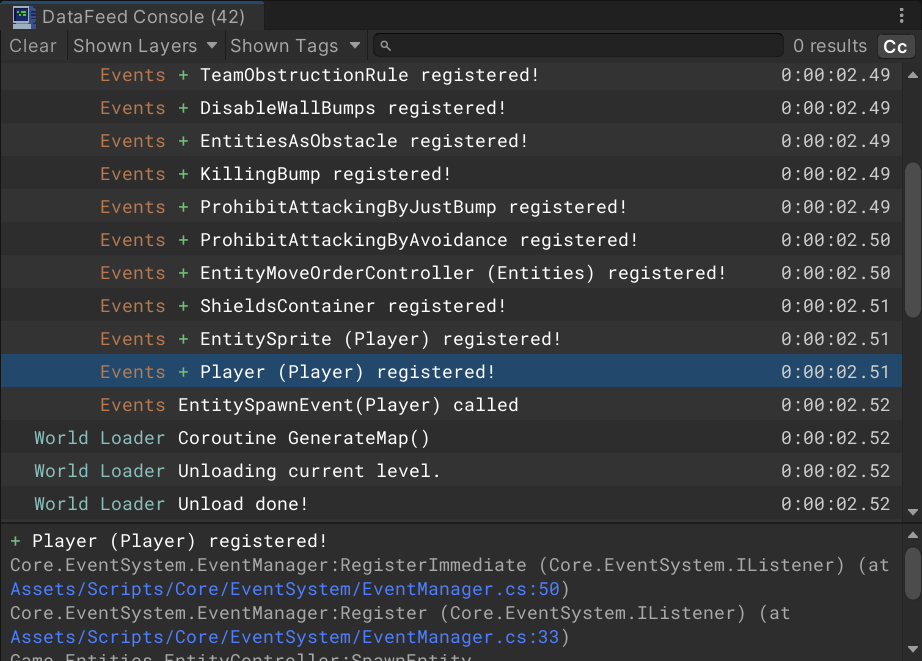 DataFeed Console (42)
Clear Shown Layers Shown Tags 0 results Cc
Events + TeamObstructionRule registered! 0:00:02.49
Events + DisableWallBumps registered! 0:00:02.49
Events + EntitiesAsObstacle registered! 0:00:02.49
Events + KillingBump registered! 0:00:02.49
Events + ProhibitAttackingByJustBump registered! 0:00:02.49
Events + ProhibitAttackingByAvoidance registered! 0:00:02.50
Events + EntityMoveOrderController (Entities) registered! 0:00:02.50
Events + ShieldsContainer registered! 0:00:02.51
Events + EntitySprite (Player) registered! 0:00:02.51
Events + Player (Player) registered! 0:00:02.51
Events EntitySpawnEvent(Player) called 0:00:02.52
World Loader Coroutine GenerateMap() 0:00:02.52
World Loader Unloading current level. 0:00:02.52
World Loader Unload done! 0:00:02.52
+ Player (Player) registered!
Core.EventSystem.EventManager:RegisterImmediate (Core.EventSystem.IListener) (at
Assets/Scripts/Core/EventSystem/EventManager.cs:50)
Core.EventSystem.EventManager:Register (Core.EventSystem.IListener) (at
Assets/Scripts/Core/EventSystem/EventManager.cs:33)
Game.Entities.EntityController:SpawnEntity